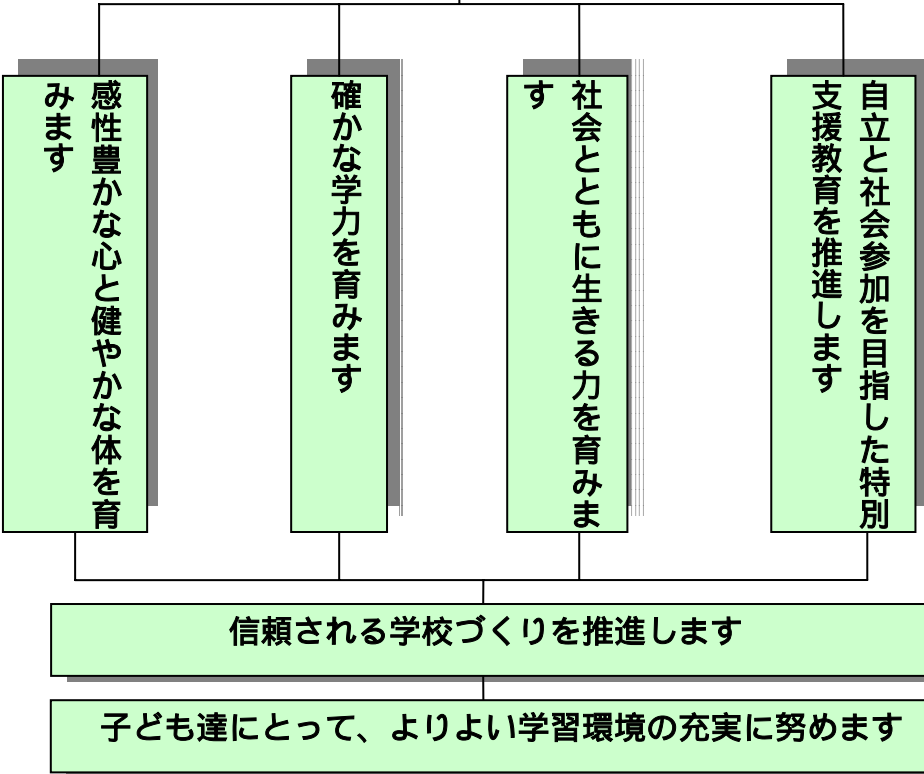 自立と社会参加を目指した特別
支援教育を推進します
社会とともに生きる力を育みま
す
確かな学力を育みます
感性豊かな心と健やかな体を育
みます
信頼される学校づくりを推進します
子ども達にとって、よりよい学習環境の充実に努めます